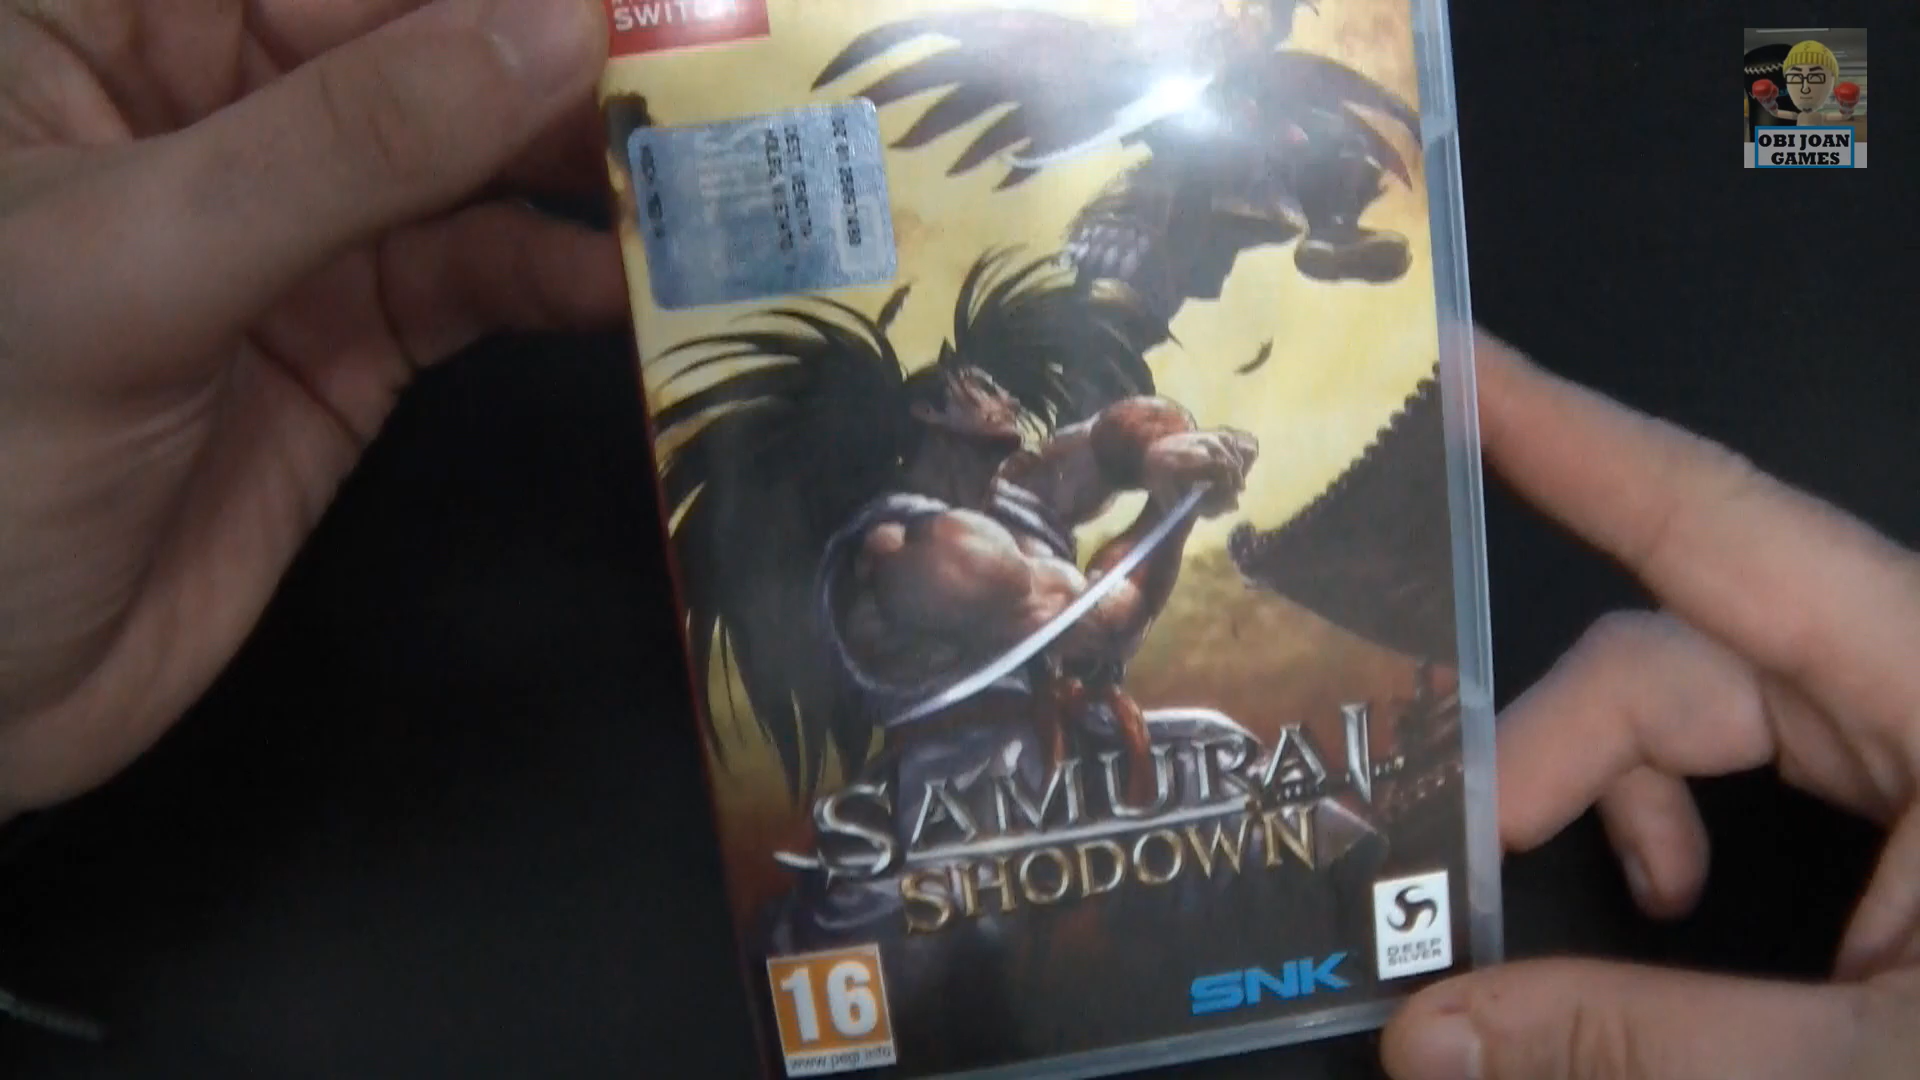 SWITCH
OBI JOAN
GAMES
SAMURAI
SHODOWN
DEEP
SILVER
SNK
16
www.pegi.info